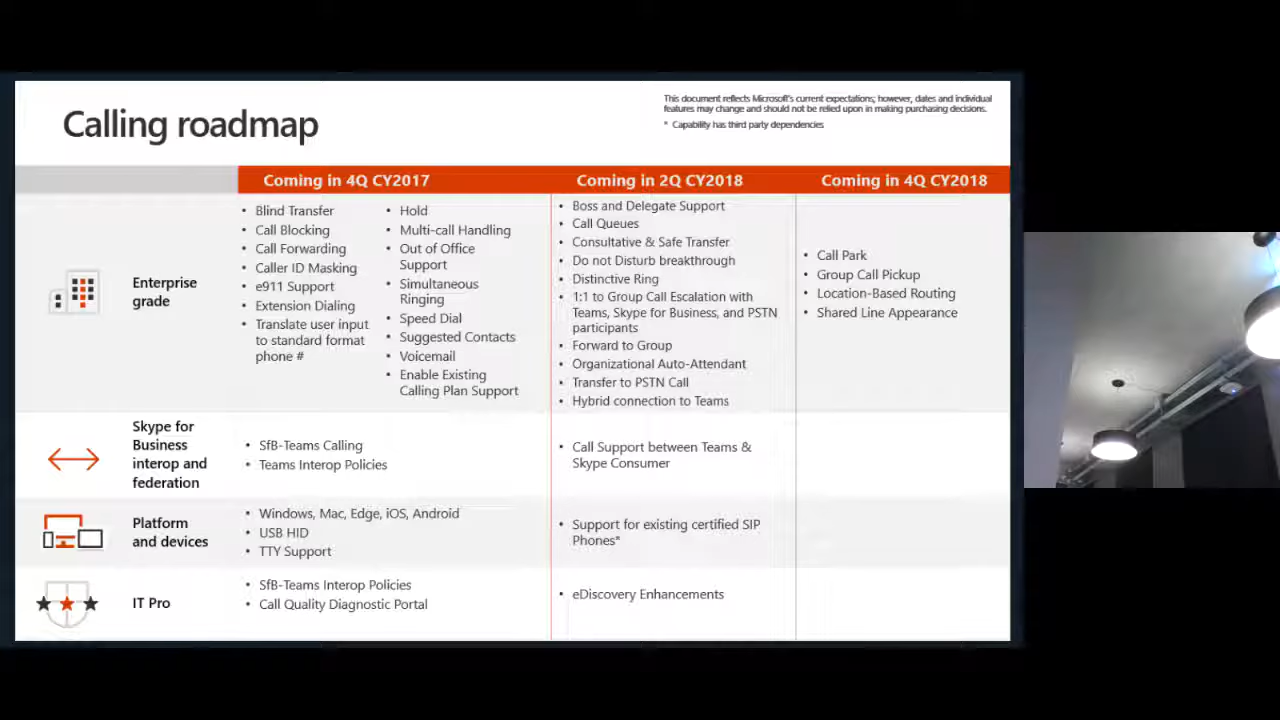 Calling roadmap
This document reflects Microsoft's current expectations; however, dates and individual
features may change and should not be relied upon in making purchasing decisions.
* Capability has third party dependencies
Coming in 4Q CY2017
Coming in 2Q CY2018
Coming in 4Q CY2018
Enterprise
grade
• Blind Transfer
• Call Blocking
• Call Forwarding
• Caller ID Masking
• e911 Support
• Extension Dialing
• Translate user input
to standard format
phone #
• Hold
• Multi-call Handling
• Out of Office
Support
• Simultaneous
Ringing
• Speed Dial
• Suggested Contacts
• Voicemail
• Enable Existing
Calling Plan Support
• Boss and Delegate Support
• Call Queues
• Consultative & Safe Transfer
• Do not Disturb breakthrough
• Distinctive Ring
• 1:1 to Group Call Escalation with
Teams, Skype for Business, and PSTN
participants
• Forward to Group
• Organizational Auto-Attendant
• Transfer to PSTN Call
• Hybrid connection to Teams
• Call Park
• Group Call Pickup
• Location-Based Routing
• Shared Line Appearance
Skype for
Business
interop and
federation
• SfB-Teams Calling
• Teams Interop Policies
• Call Support between Teams &
Skype Consumer
Platform
and devices
• Windows, Mac, Edge, iOS, Android
• USB HID
• TTY Support
• Support for existing certified SIP
Phones*
IT Pro
• SfB-Teams Interop Policies
• Call Quality Diagnostic Portal
• eDiscovery Enhancements